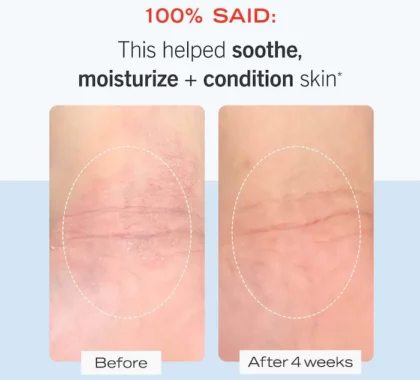 100% SAID:
This helped soothe,
moisturize + condition skin*
Before
After 4 weeks